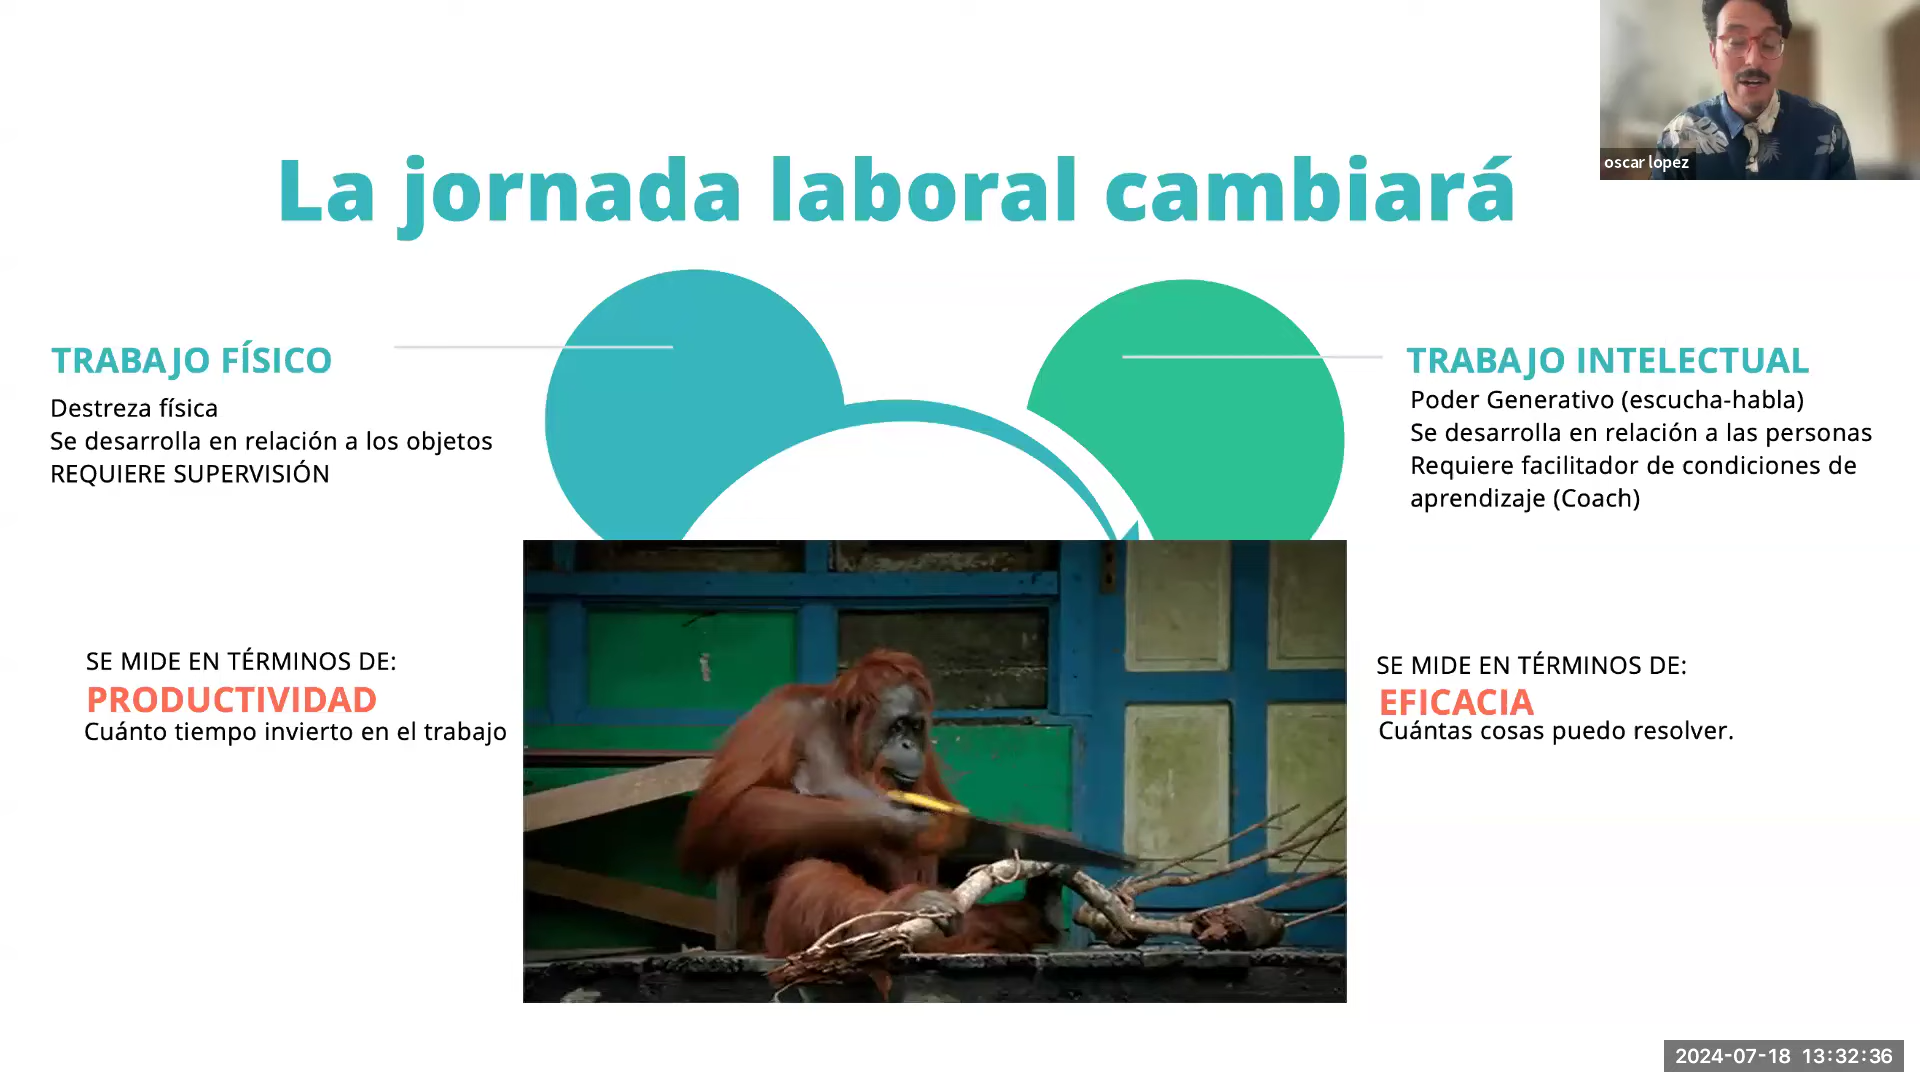 oscar lopez
La jornada laboral cambiará
TRABAJO FÍSICO
Destreza física
Se desarrolla en relación a los objetos
REQUIERE SUPERVISIÓN
TRABAJO INTELECTUAL
Poder Generativo (escucha-habla)
Se desarrolla en relación a las personas
Requiere facilitador de condiciones de
aprendizaje (Coach)
SE MIDE EN TÉRMINOS DE:
PRODUCTIVIDAD
Cuánto tiempo invierto en el trabajo
SE MIDE EN TÉRMINOS DE:
EFICACIA
Cuántas cosas puedo resolver.
2024-07-18 13:32:36